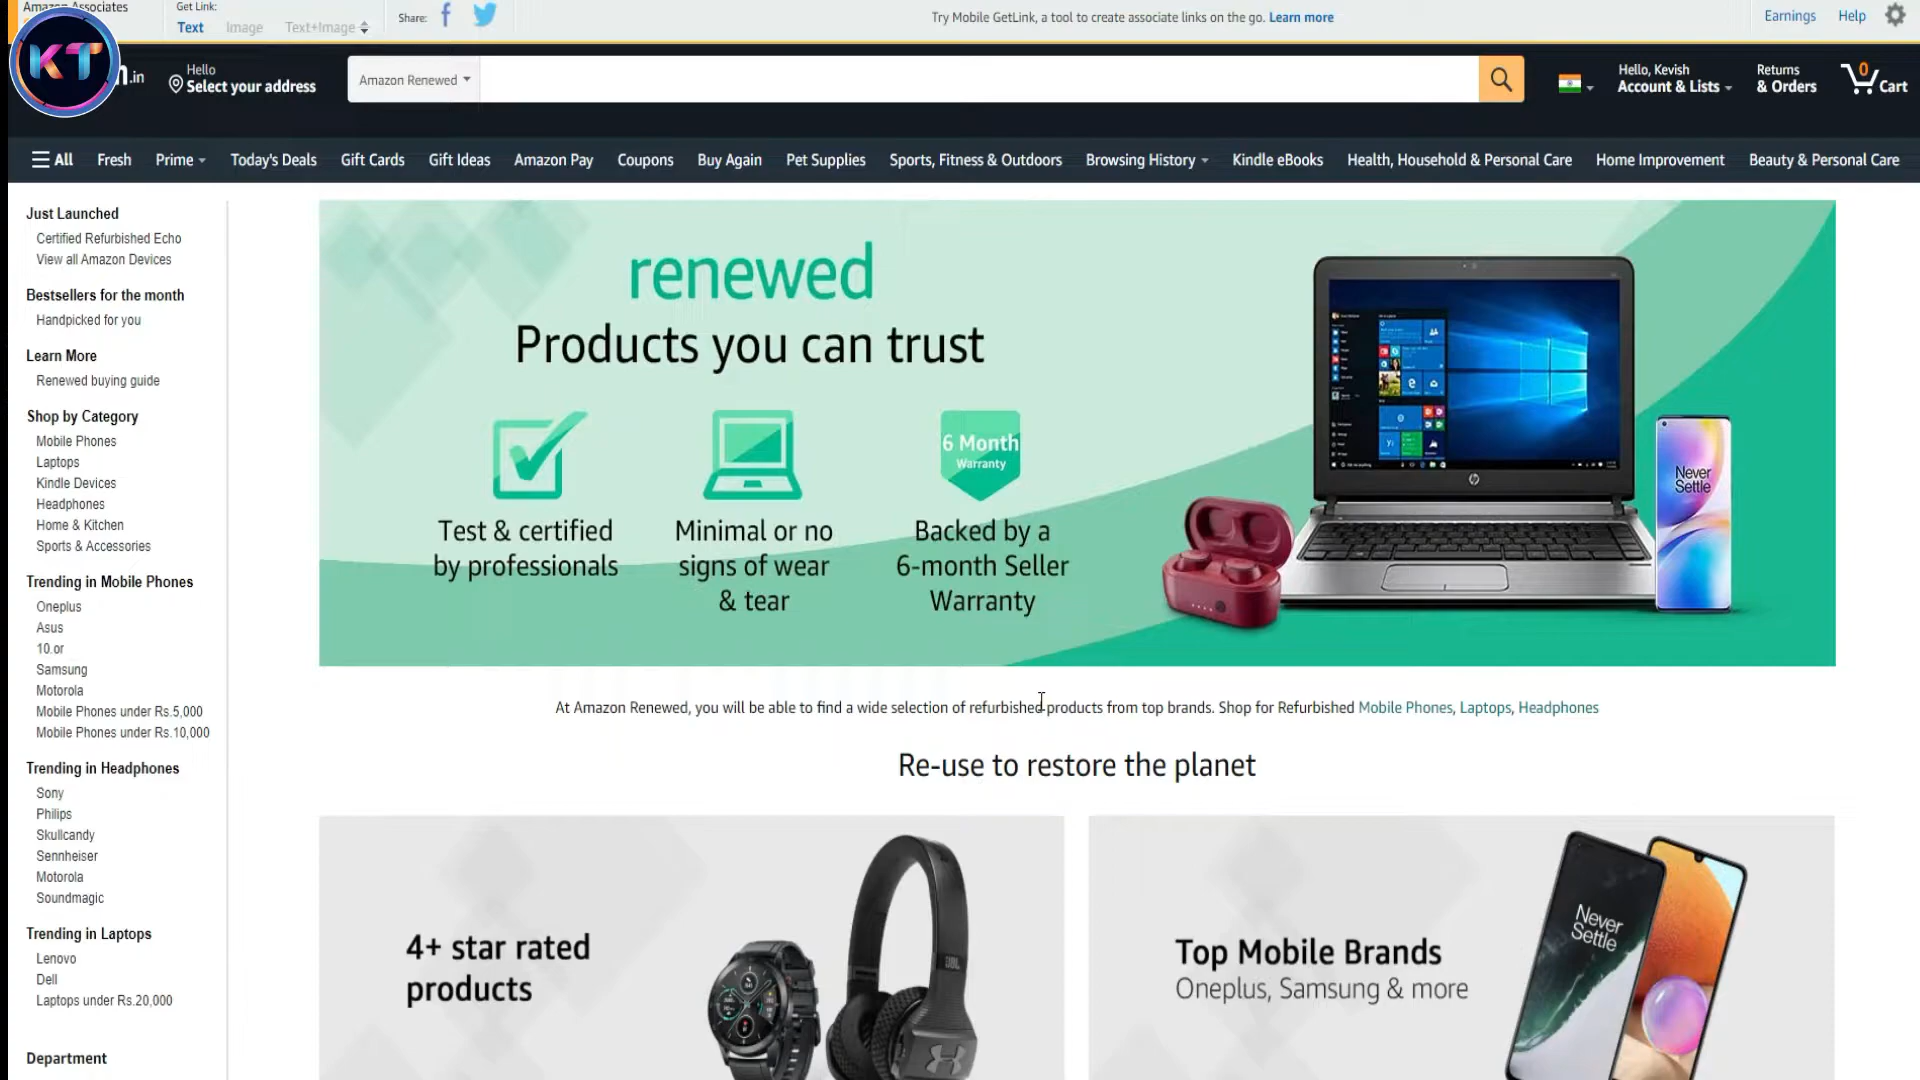 Amazon Associates
Get Link:
Text
Image
Text+Image
Share:
Try Mobile GetLink, a tool to create associate links on the go. Learn more
Earnings
Help
KT
.in
Hello
Select your address
Amazon Renewed
Hello, Kevish
Account & Lists
Returns
& Orders
0
Cart
All
Fresh
Prime
Today's Deals
Gift Cards
Gift Ideas
Amazon Pay
Coupons
Buy Again
Pet Supplies
Sports, Fitness & Outdoors
Browsing History
Kindle eBooks
Health, Household & Personal Care
Home Improvement
Beauty & Personal Care
Just Launched
Certified Refurbished Echo
View all Amazon Devices
Bestsellers for the month
Handpicked for you
Learn More
Renewed buying guide
Shop by Category
Mobile Phones
Laptops
Kindle Devices
Headphones
Home & Kitchen
Sports & Accessories
Trending in Mobile Phones
Oneplus
Asus
10.or
Samsung
Motorola
Mobile Phones under Rs.5,000
Mobile Phones under Rs.10,000
Trending in Headphones
Sony
Philips
Skullcandy
Sennheiser
Motorola
Soundmagic
Trending in Laptops
Lenovo
Dell
Laptops under Rs.20,000
Department
renewed
Products you can trust
Test & certified
by professionals
Minimal or no
signs of wear
& tear
6 Month
Warranty
Backed by a
6-month Seller
Warranty
hp
Never
Settle
At Amazon Renewed, you will be able to find a wide selection of refurbished products from top brands. Shop for Refurbished Mobile Phones, Laptops, Headphones
Re-use to restore the planet
4+ star rated
products
JBL
Top Mobile Brands
Oneplus, Samsung & more
Never
Settle